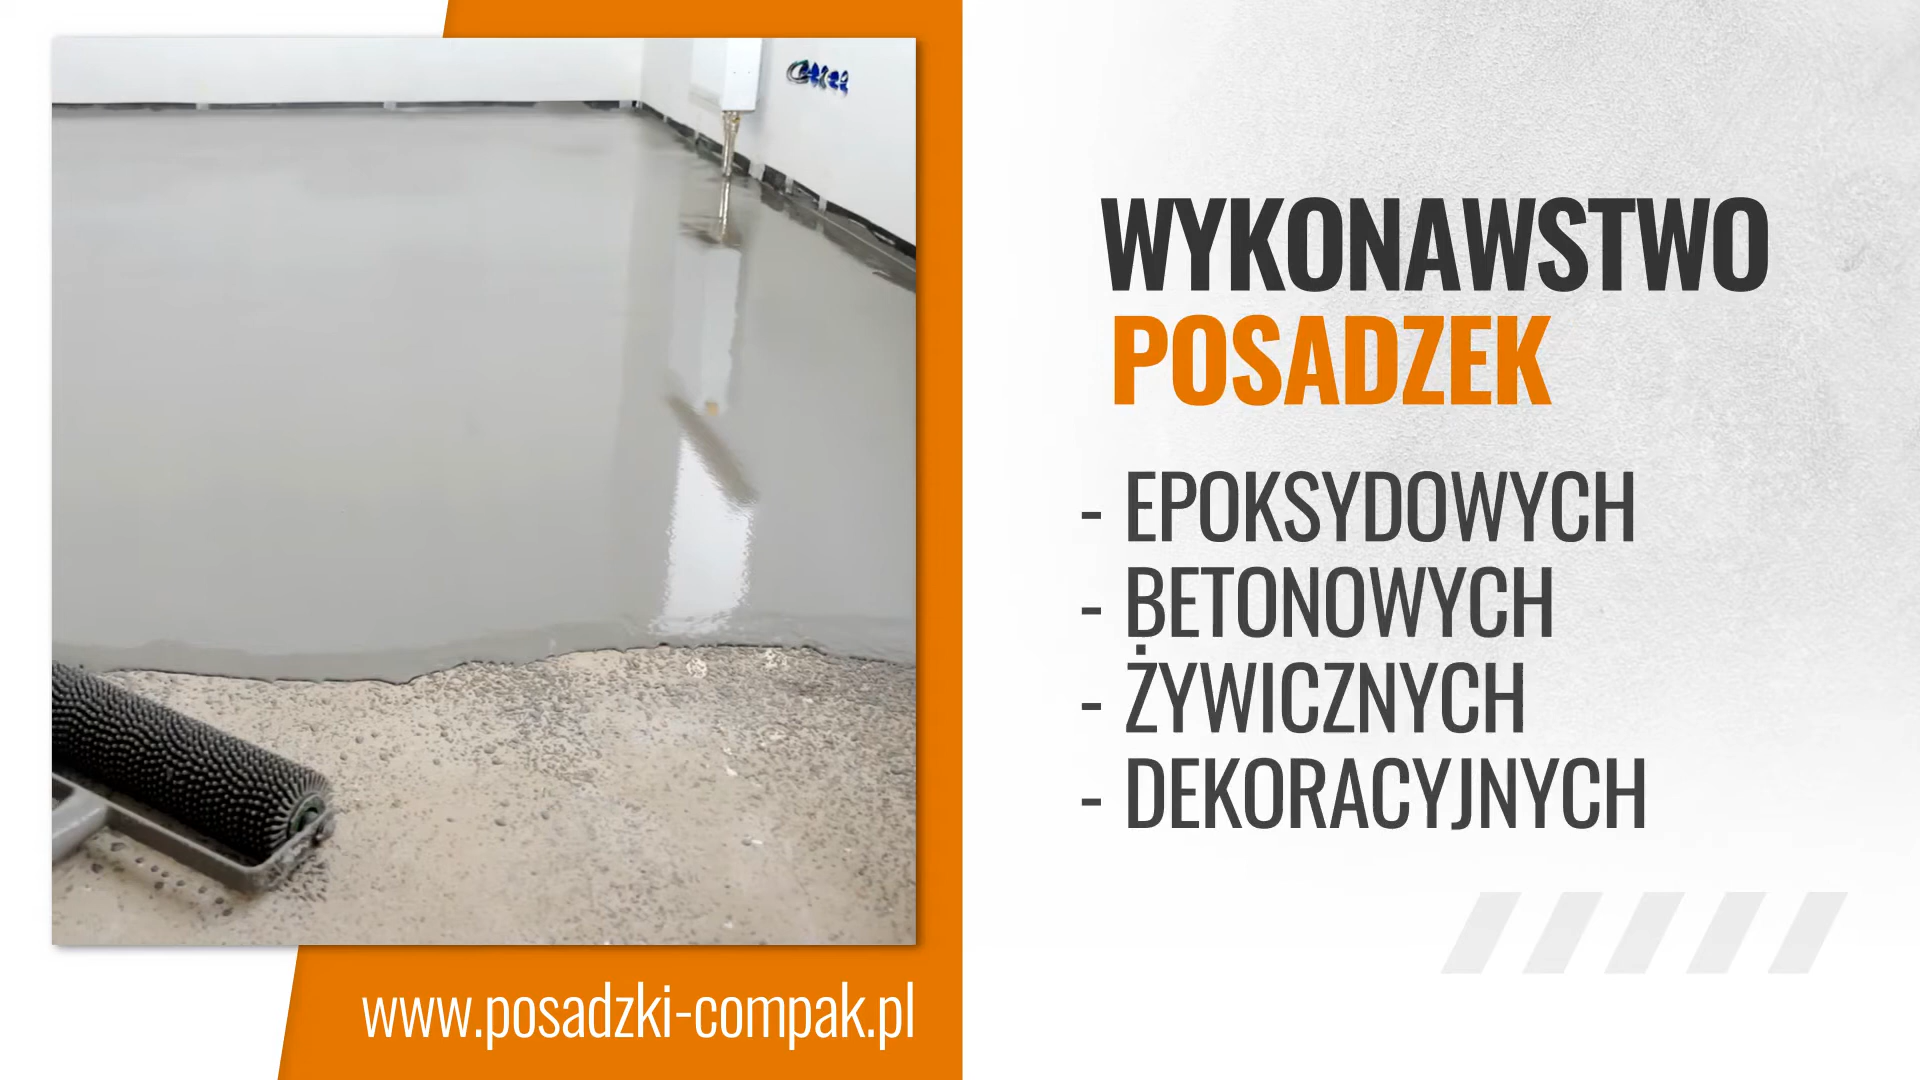 WYKONAWSTWO
POSADZEK
- EPOKSYDOWYCH
- BETONOWYCH
- ŻYWICZNYCH
- DEKORACYJNYCH
www.posadzki-compak.pl